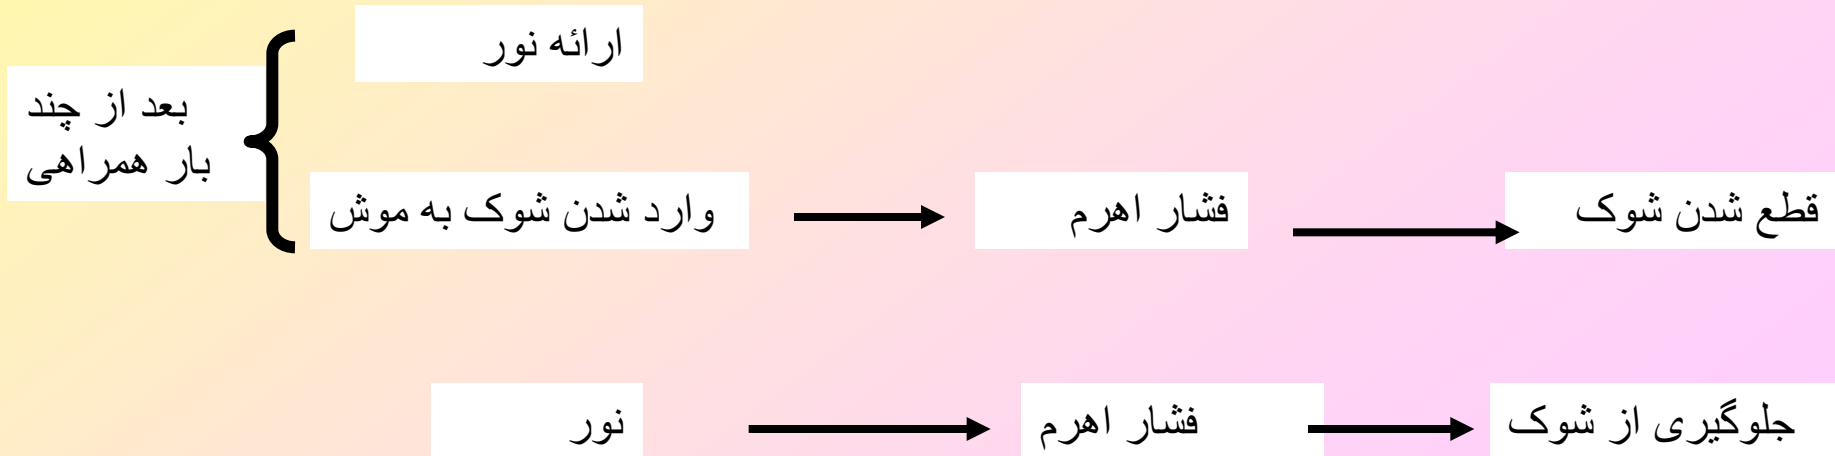 ارائه نور
بعد از چند
بار همراهی
وارد شدن شوک به موش
فشار اهرم
قطع شدن شوک
نور
فشار اهرم
جلوگیری از شوک